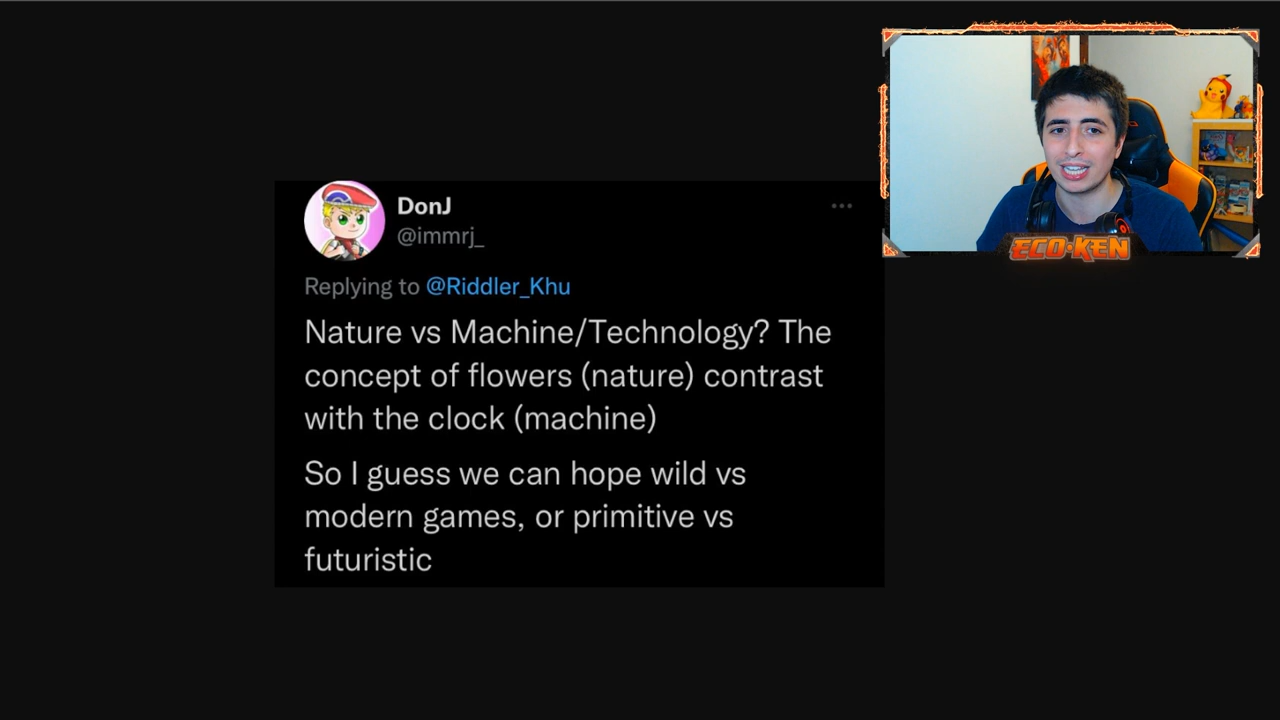 DonJ
@immrj_
Replying to @Riddler_Khu
Nature vs Machine/Technology? The
concept of flowers (nature) contrast
with the clock (machine)
So I guess we can hope wild vs
modern games, or primitive vs
futuristic
ECO·KEN